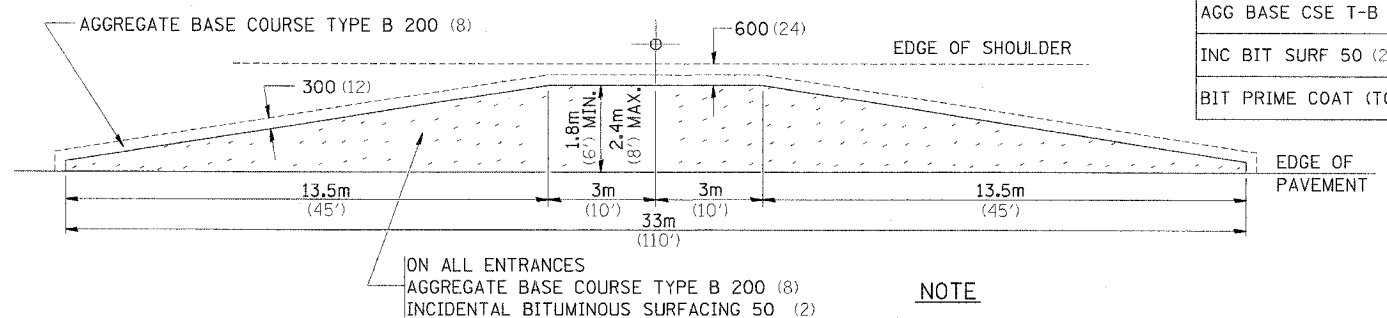 AGGREGATE BASE COURSE TYPE B 200 (8)
600 (24)
EDGE OF SHOULDER
AGG BASE CSE T-B
INC BIT SURF 50 (2
BIT PRIME COAT (TO
300 (12)
1.8m
(6') MIN.
2.4m
(8') MAX.
EDGE OF
PAVEMENT
13.5m
(45')
3m
(10')
3m
(10')
13.5m
(45')
33m
(110')
ON ALL ENTRANCES
AGGREGATE BASE COURSE TYPE B 200 (8)
INCIDENTAL BITUMINOUS SURFACING 50 (2)
NOTE